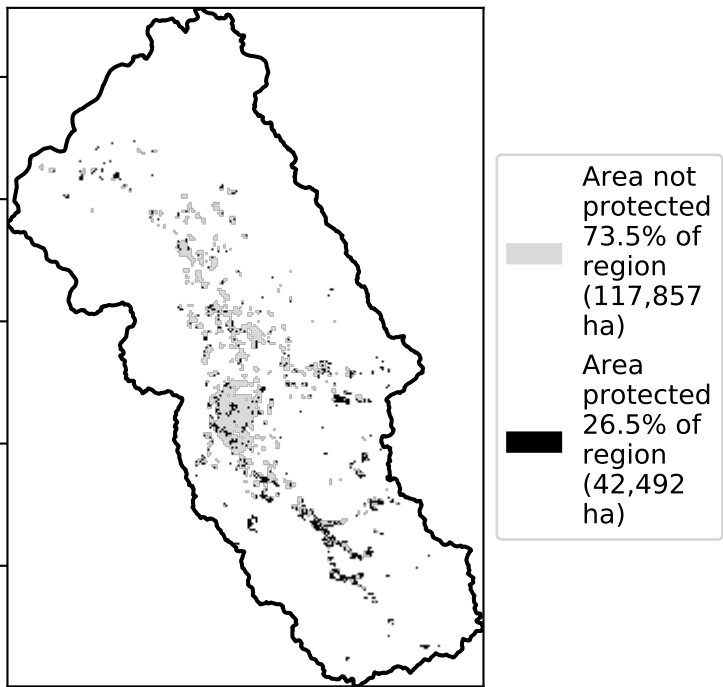 Area not
protected
73.5% of
region
(117,857
ha)
Area
protected
26.5% of
region
(42,492
ha)